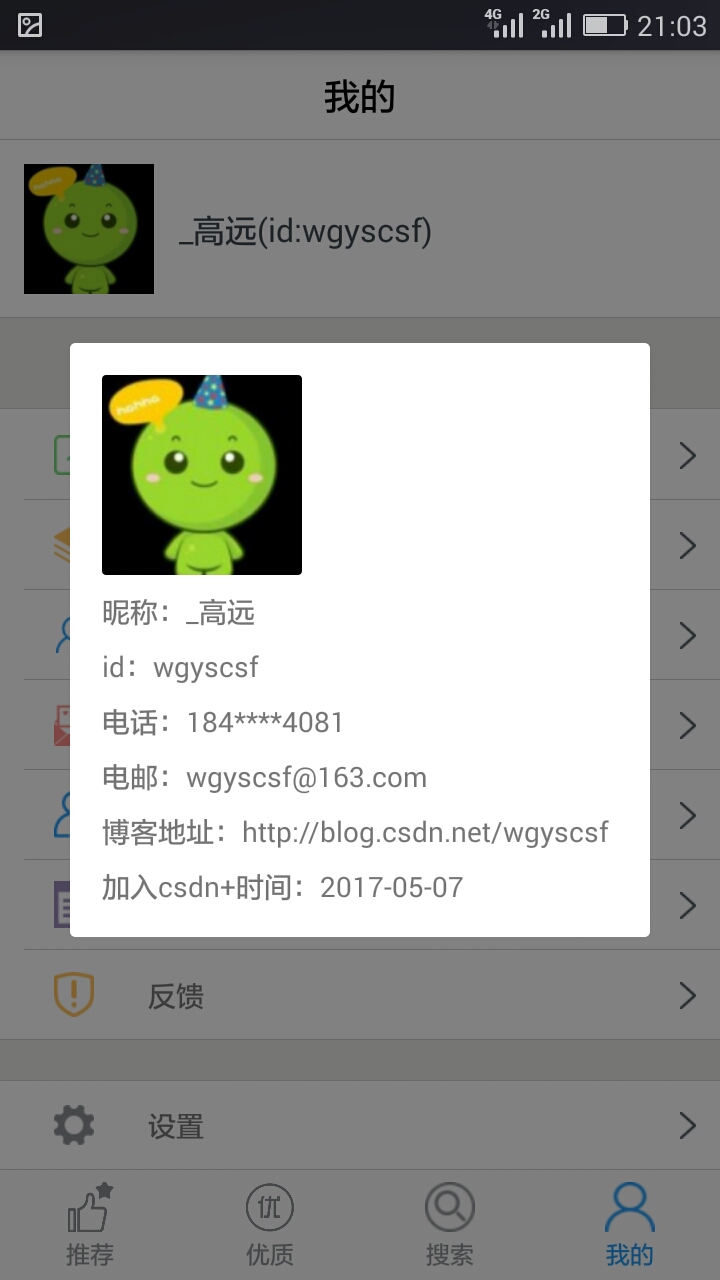 4G 2G 21:03
我的
hahha
_高远(id:wgyscsf)
hahha
昵称：_高远
id：wgyscsf
电话：184****4081
电邮：wgyscsf@163.com
博客地址：http://blog.csdn.net/wgyscsf
加入csdn+时间：2017-05-07
反馈
设置
优
推荐 优质 搜索 我的